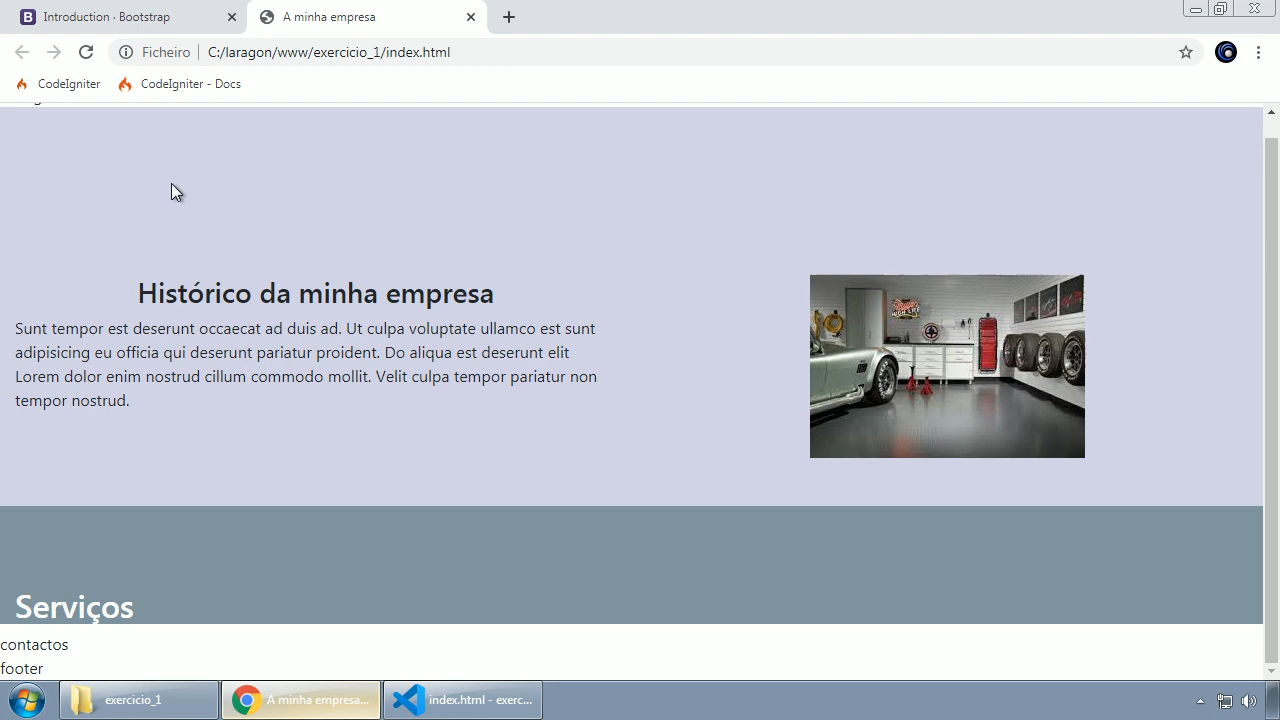 Introduction · Bootstrap
A minha empresa
Ficheiro
C:/laragon/www/exercicio_1/index.html
CodeIgniter
CodeIgniter - Docs
Histórico da minha empresa
Sunt tempor est deserunt occaecat ad duis ad. Ut culpa voluptate ullamco est sunt
adipisicing eu officia qui deserunt pariatur proident. Do aliqua est deserunt elit
Lorem dolor enim nostrud cillum commodo mollit. Velit culpa tempor pariatur non
tempor nostrud.
Serviços
contactos
footer
exercicio_1
A minha empresa...
index.html - exerc...